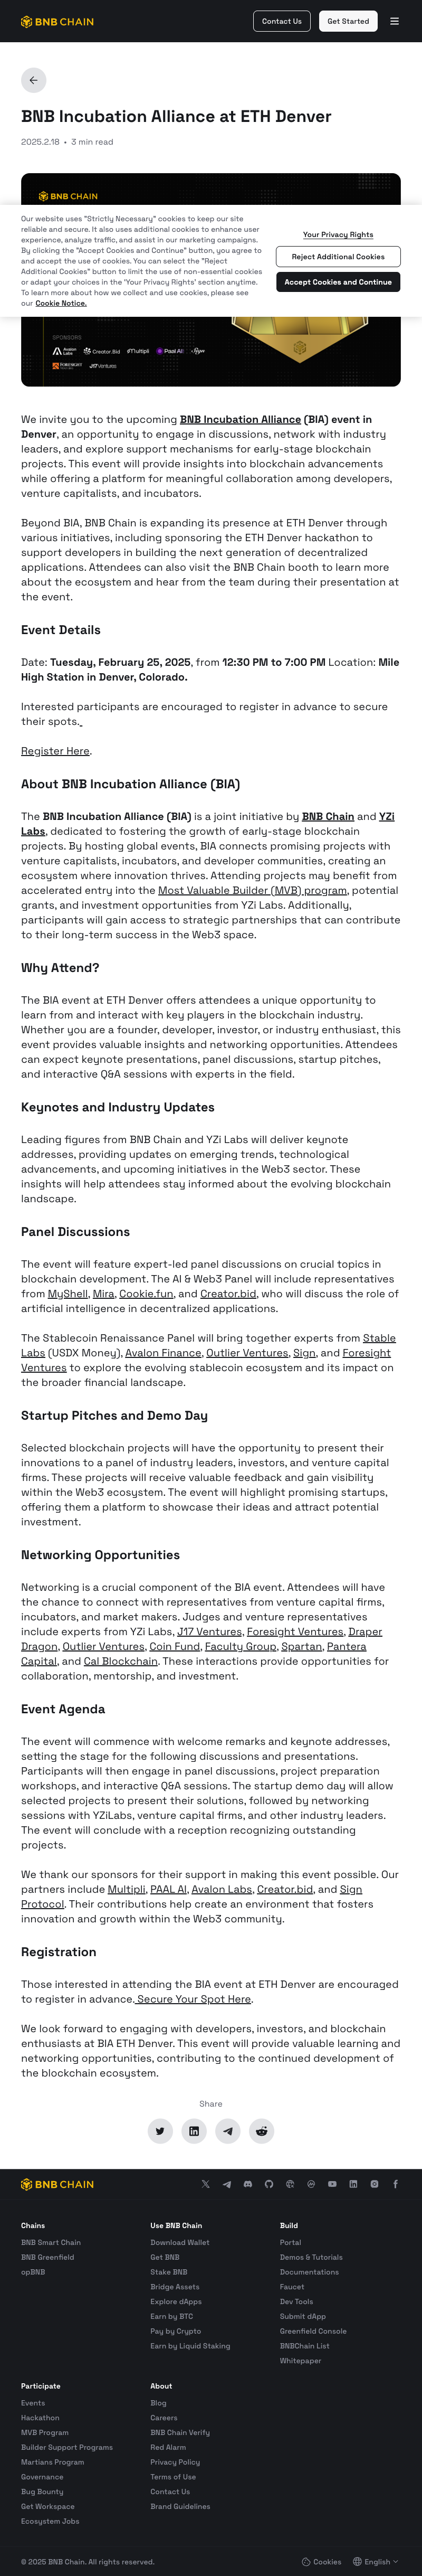 BNB CHAIN
Contact Us
Get Started
BNB Incubation Alliance at ETH Denver
2025.2.18 • 3 min read
BNB CHAIN
Our website uses "Strictly Necessary" cookies to keep our site
reliable and secure. It also uses additional cookies to enhance user
experience, analyze traffic, and assist in our marketing campaigns.
By clicking the "Accept Cookies and Continue" option, you agree to
and accept the use of cookies. You can select the "Reject
Additional Cookies" button to limit the use of non-essential cookies
or adapt your choices in the 'Your Privacy Rights' section anytime.
To learn more about how we collect and use cookies, please see
our Cookie Notice.
Your Privacy Rights
Reject Additional Cookies
Accept Cookies and Continue
SPONSORS
Avalon Labs
Creator.Bid
Multipli
Paal AI
Sign
FORESIGHT VENTURES
J17Ventures
We invite you to the upcoming BNB Incubation Alliance (BIA) event in
Denver, an opportunity to engage in discussions, network with industry
leaders, and explore support mechanisms for early-stage blockchain
projects. This event will provide insights into blockchain advancements
while offering a platform for meaningful collaboration among developers,
venture capitalists, and incubators.
Beyond BIA, BNB Chain is expanding its presence at ETH Denver through
various initiatives, including sponsoring the ETH Denver hackathon to
support developers in building the next generation of decentralized
applications. Attendees can also visit the BNB Chain booth to learn more
about the ecosystem and hear from the team during their presentation at
the event.
Event Details
Date: Tuesday, February 25, 2025, from 12:30 PM to 7:00 PM Location: Mile
High Station in Denver, Colorado.
Interested participants are encouraged to register in advance to secure
their spots.
Register Here.
About BNB Incubation Alliance (BIA)
The BNB Incubation Alliance (BIA) is a joint initiative by BNB Chain and YZi
Labs, dedicated to fostering the growth of early-stage blockchain
projects. By hosting global events, BIA connects promising projects with
venture capitalists, incubators, and developer communities, creating an
ecosystem where innovation thrives. Attending projects may benefit from
accelerated entry into the Most Valuable Builder (MVB) program, potential
grants, and investment opportunities from YZi Labs. Additionally,
participants will gain access to strategic partnerships that can contribute
to their long-term success in the Web3 space.
Why Attend?
The BIA event at ETH Denver offers attendees a unique opportunity to
learn from and interact with key players in the blockchain industry.
Whether you are a founder, developer, investor, or industry enthusiast, this
event provides valuable insights and networking opportunities. Attendees
can expect keynote presentations, panel discussions, startup pitches,
and interactive Q&A sessions with experts in the field.
Keynotes and Industry Updates
Leading figures from BNB Chain and YZi Labs will deliver keynote
addresses, providing updates on emerging trends, technological
advancements, and upcoming initiatives in the Web3 sector. These
insights will help attendees stay informed about the evolving blockchain
landscape.
Panel Discussions
The event will feature expert-led panel discussions on crucial topics in
blockchain development. The AI & Web3 Panel will include representatives
from MyShell, Mira, Cookie.fun, and Creator.bid, who will discuss the role of
artificial intelligence in decentralized applications.
The Stablecoin Renaissance Panel will bring together experts from Stable
Labs (USDX Money), Avalon Finance, Outlier Ventures, Sign, and Foresight
Ventures to explore the evolving stablecoin ecosystem and its impact on
the broader financial landscape.
Startup Pitches and Demo Day
Selected blockchain projects will have the opportunity to present their
innovations to a panel of industry leaders, investors, and venture capital
firms. These projects will receive valuable feedback and gain visibility
within the Web3 ecosystem. The event will highlight promising startups,
offering them a platform to showcase their ideas and attract potential
investment.
Networking Opportunities
Networking is a crucial component of the BIA event. Attendees will have
the chance to connect with representatives from venture capital firms,
incubators, and market makers. Judges and venture representatives
include experts from YZi Labs, J17 Ventures, Foresight Ventures, Draper
Dragon, Outlier Ventures, Coin Fund, Faculty Group, Spartan, Pantera
Capital, and Cal Blockchain. These interactions provide opportunities for
collaboration, mentorship, and investment.
Event Agenda
The event will commence with welcome remarks and keynote addresses,
setting the stage for the following discussions and presentations.
Participants will then engage in panel discussions, project preparation
workshops, and interactive Q&A sessions. The startup demo day will allow
selected projects to present their solutions, followed by networking
sessions with YZiLabs, venture capital firms, and other industry leaders.
The event will conclude with a reception recognizing outstanding
projects.
We thank our sponsors for their support in making this event possible. Our
partners include Multipli, PAAL AI, Avalon Labs, Creator.bid, and Sign
Protocol. Their contributions help create an environment that fosters
innovation and growth within the Web3 community.
Registration
Those interested in attending the BIA event at ETH Denver are encouraged
to register in advance. Secure Your Spot Here.
We look forward to engaging with developers, investors, and blockchain
enthusiasts at BIA ETH Denver. This event will provide valuable learning and
networking opportunities, contributing to the continued development of
the blockchain ecosystem.
Share
BNB CHAIN
Chains
BNB Smart Chain
BNB Greenfield
opBNB
Use BNB Chain
Download Wallet
Get BNB
Stake BNB
Bridge Assets
Explore dApps
Earn by BTC
Pay by Crypto
Earn by Liquid Staking
Build
Portal
Demos & Tutorials
Documentations
Faucet
Dev Tools
Submit dApp
Greenfield Console
BNBChain List
Whitepaper
Participate
Events
Hackathon
MVB Program
Builder Support Programs
Martians Program
Governance
Bug Bounty
Get Workspace
Ecosystem Jobs
About
Blog
Careers
BNB Chain Verify
Red Alarm
Privacy Policy
Terms of Use
Contact Us
Brand Guidelines
© 2025 BNB Chain. All rights reserved.
Cookies
English